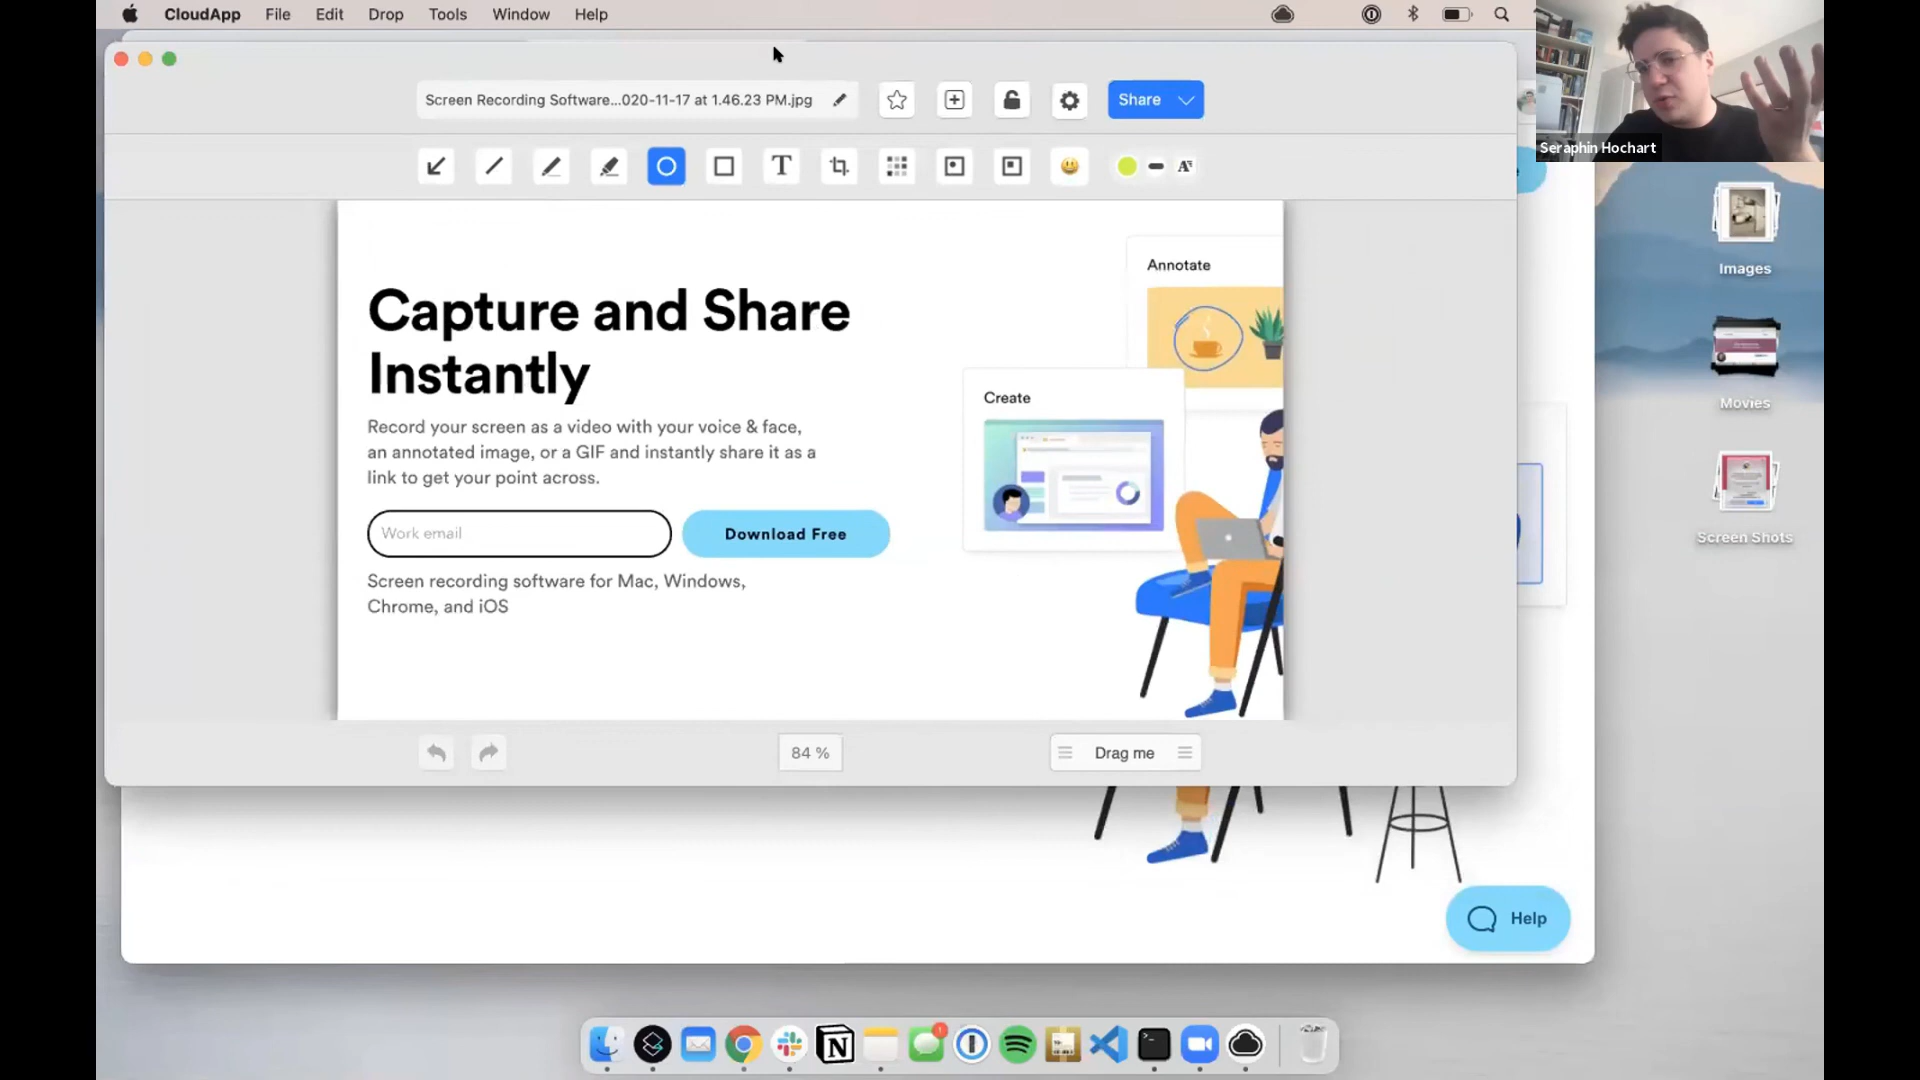 CloudApp File Edit Drop Tools Window Help
Screen Recording Software...020-11-17 at 1.46.23 PM.jpg
Share
Seraphin Hochart
T
Annotate
Capture and Share
Instantly
Create
Record your screen as a video with your voice & face,
an annotated image, or a GIF and instantly share it as a
link to get your point across.
Work email
Download Free
Screen recording software for Mac, Windows,
Chrome, and iOS
84 %
Drag me
Images
Movies
Screen Shots
Help